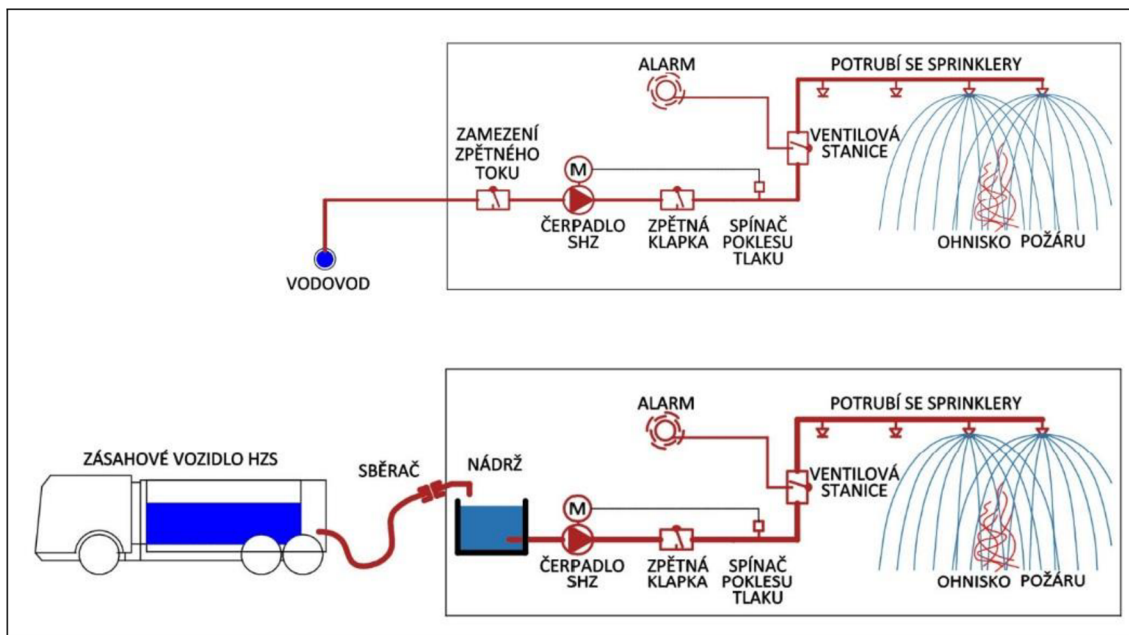 ALARM
POTRUBÍ SE SPRINKLERY
ZAMEZENÍ
ZPĚTNÉHO
TOKU
VENTILOVÁ
STANICE
M
ČERPADLO
SHZ
ZPĚTNÁ
KLAPKA
SPÍNAČ
POKLESU
TLAKU
OHNISKO POŽÁRU
VODOVOD
ALARM
POTRUBÍ SE SPRINKLERY
ZÁSAHOVÉ VOZIDLO HZS
SBĚRAČ
NÁDRŽ
VENTILOVÁ
STANICE
M
ČERPADLO
SHZ
ZPĚTNÁ
KLAPKA
SPÍNAČ
POKLESU
TLAKU
OHNISKO POŽÁRU